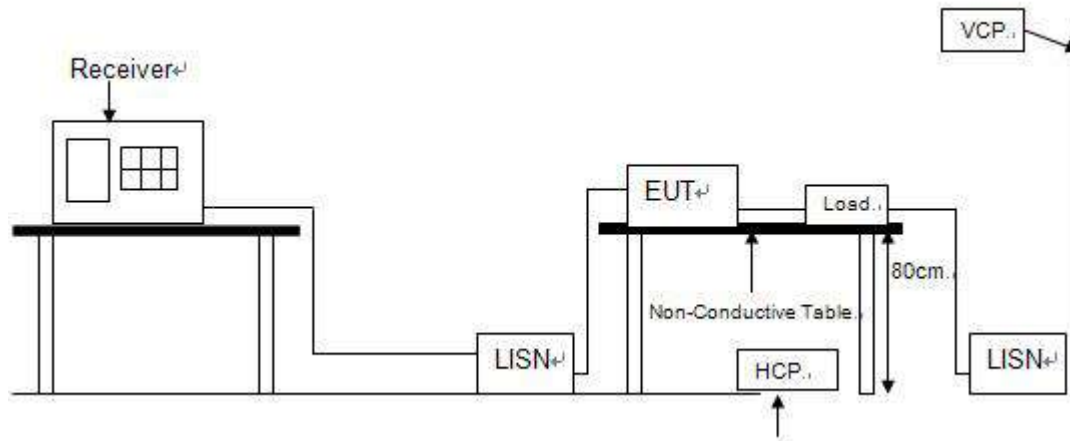 VCP.
Receiver
EUT
Load.
80cm.
Non-Conductive Table.
LISN
HCP.
LISN